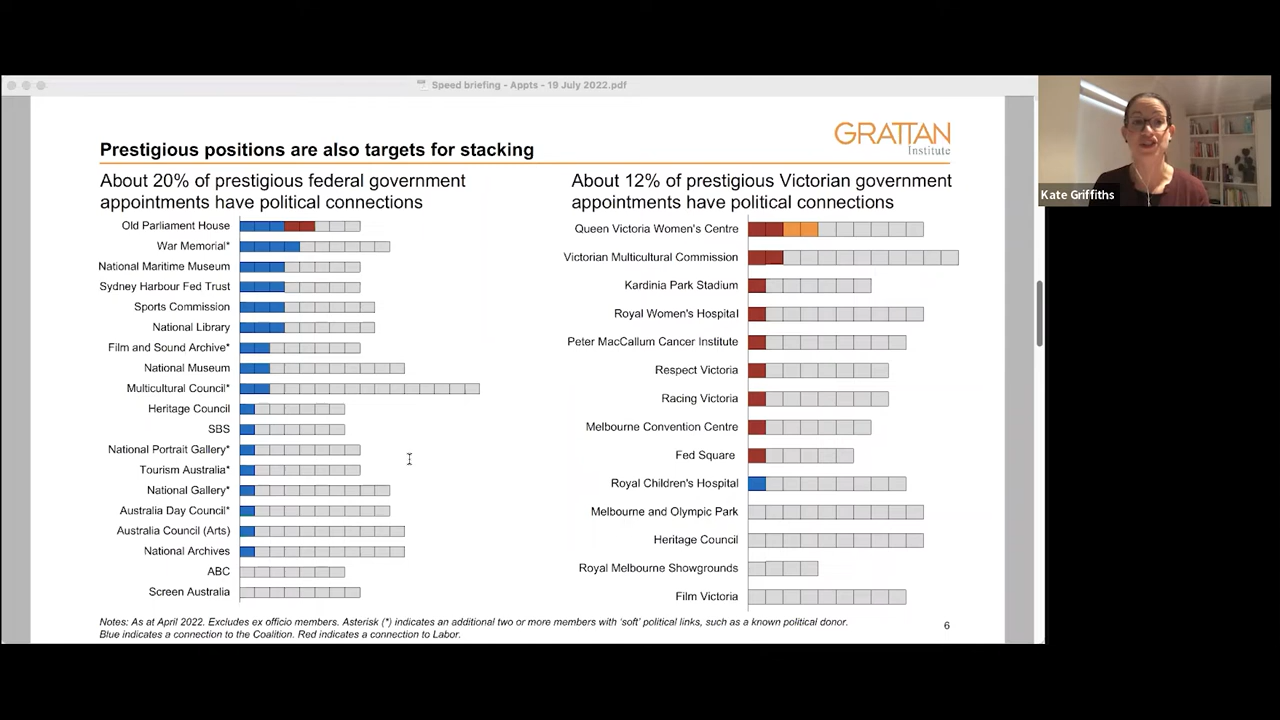 Speed briefing - Appts - 19 July 2022.pdf
GRATTAN
Institute
Prestigious positions are also targets for stacking
About 20% of prestigious federal government
appointments have political connections
Old Parliament House
War Memorial*
National Maritime Museum
Sydney Harbour Fed Trust
Sports Commission
National Library
Film and Sound Archive*
National Museum
Multicultural Council*
Heritage Council
SBS
National Portrait Gallery*
Tourism Australia*
National Gallery*
Australia Day Council*
Australia Council (Arts)
National Archives
ABC
Screen Australia
About 12% of prestigious Victorian government
appointments have political connections
Queen Victoria Women's Centre
Victorian Multicultural Commission
Kardinia Park Stadium
Royal Women's Hospital
Peter MacCallum Cancer Institute
Respect Victoria
Racing Victoria
Melbourne Convention Centre
Fed Square
Royal Children's Hospital
Melbourne and Olympic Park
Heritage Council
Royal Melbourne Showgrounds
Film Victoria
Notes: As at April 2022. Excludes ex officio members. Asterisk (*) indicates an additional two or more members with ‘soft’ political links, such as a known political donor.
Blue indicates a connection to the Coalition. Red indicates a connection to Labor.
6
Kate Griffiths